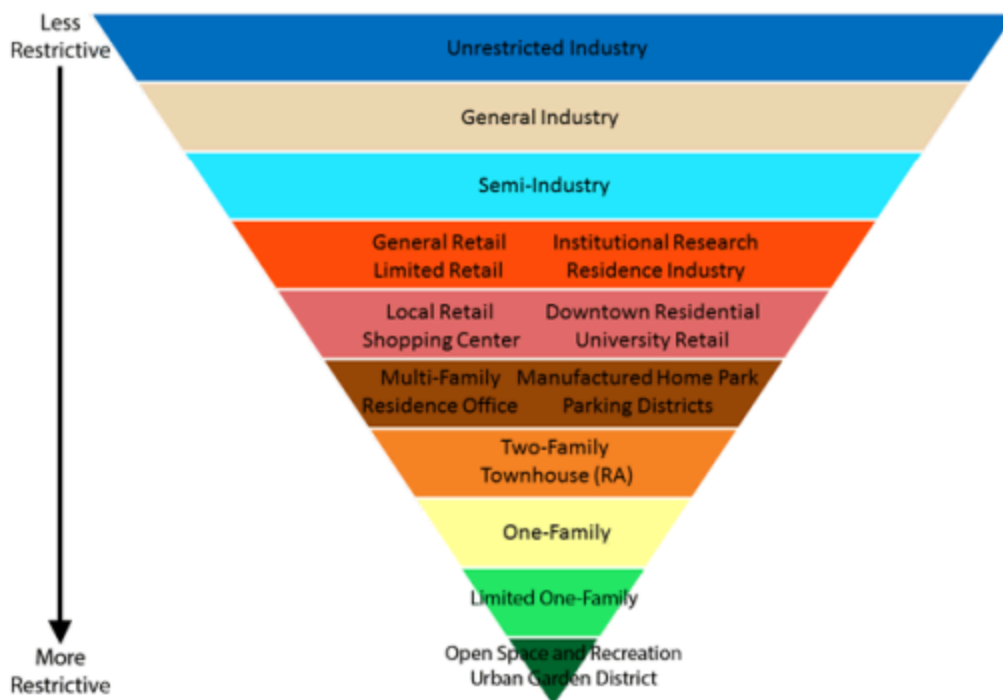 Less
Restrictive
Unrestricted Industry
General Industry
Semi-Industry
General Retail Institutional Research
Limited Retail Residence Industry
Local Retail Downtown Residential
Shopping Center University Retail
Multi-Family Manufactured Home Park
Residence Office Parking Districts
Two-Family
Townhouse (RA)
One-Family
Limited One-Family
Open Space and Recreation
Urban Garden District
More
Restrictive